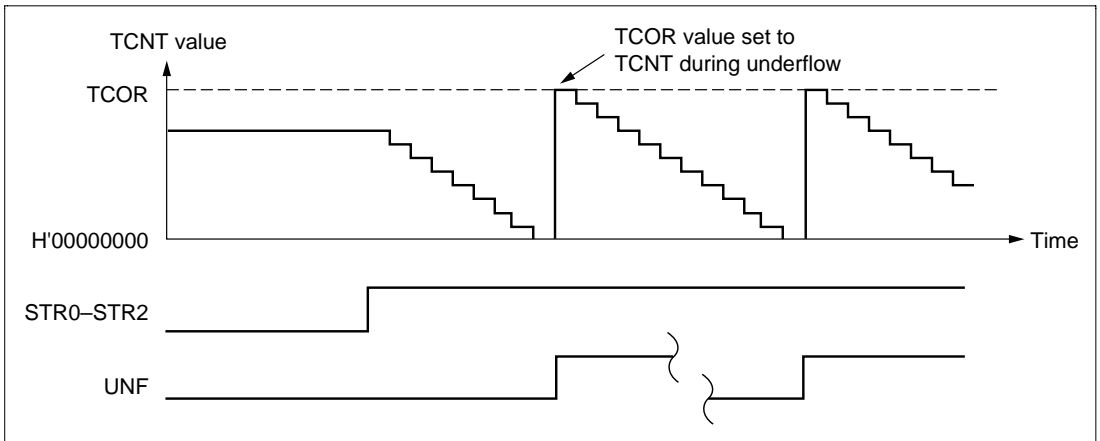 TCNT value
TCOR value set to
TCNT during underflow
TCOR
H'00000000
Time
STR0–STR2
UNF